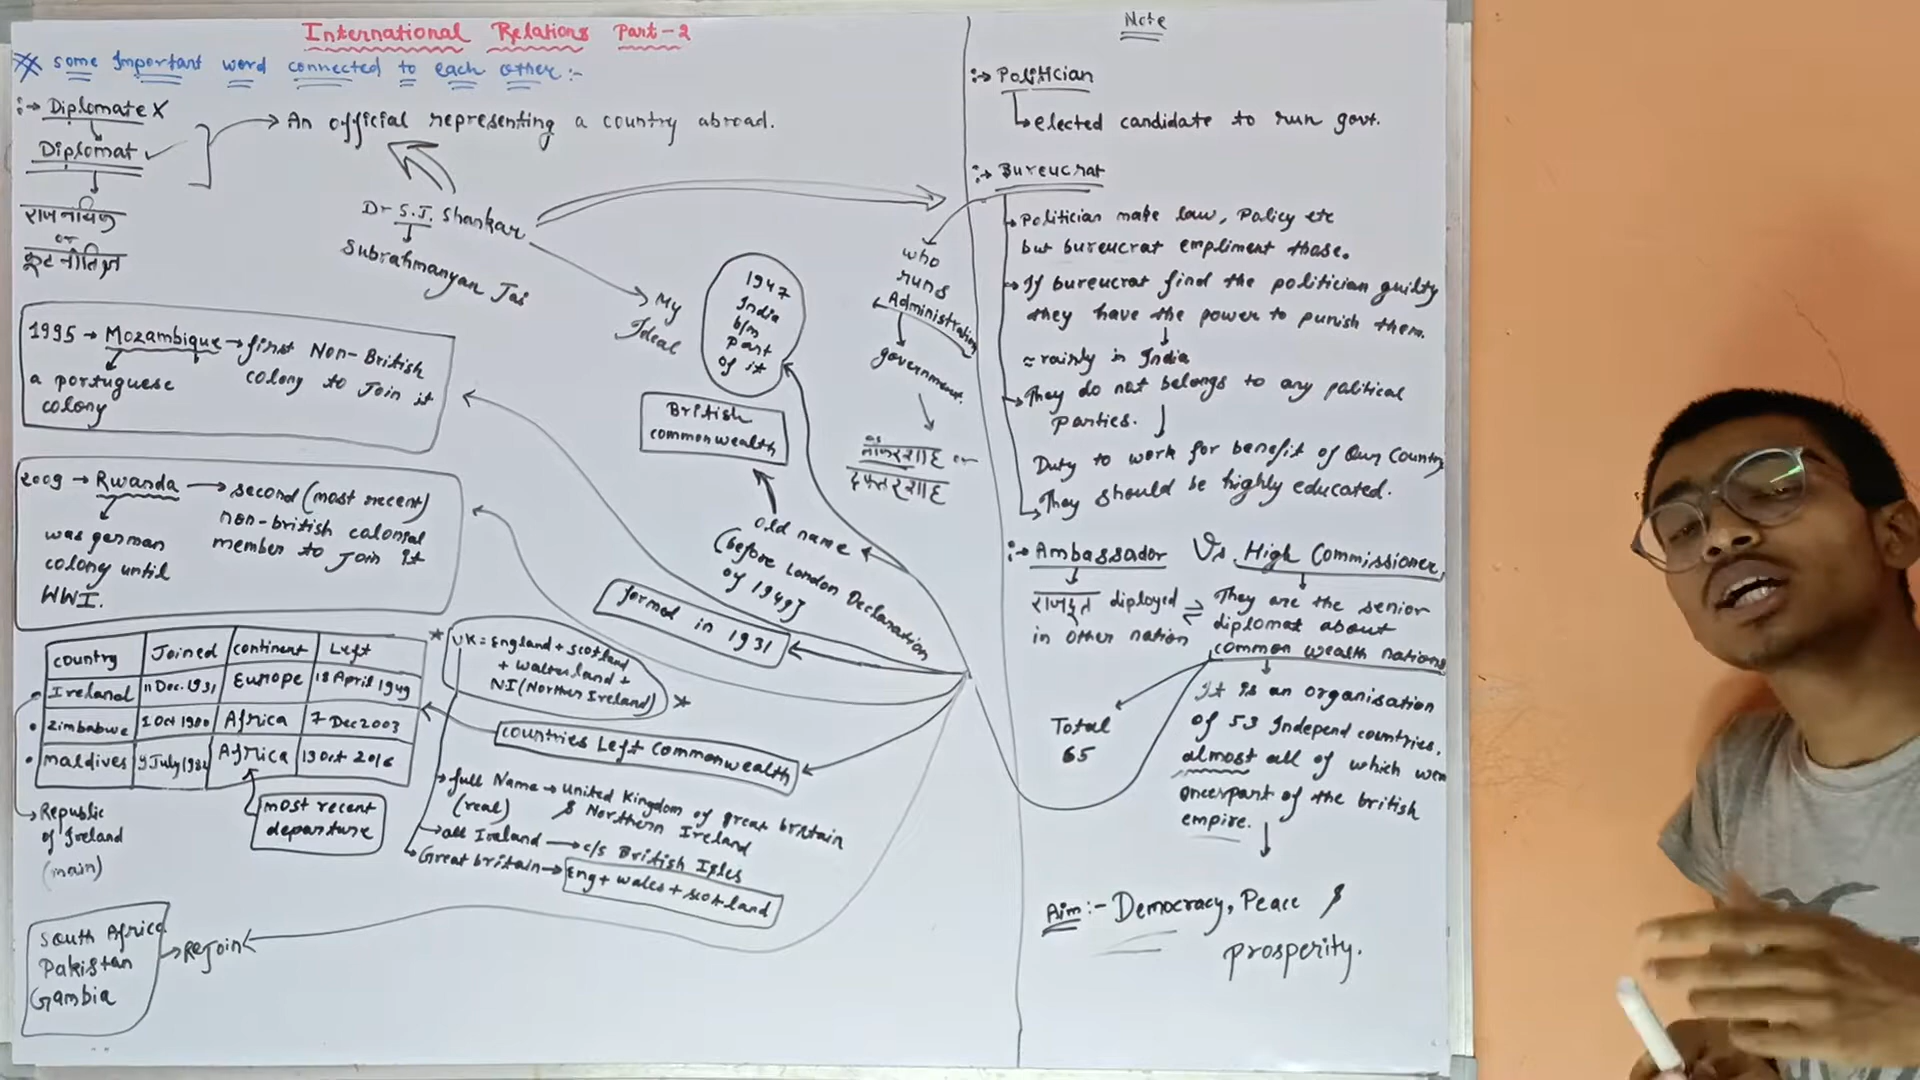 International Relations Part-2
some Important word connected to each other:-
:→ Diplomate X
Diplomat ✓
राजनयिक
or
कूटनीतिज्ञ
→ An official representing a country abroad.
Dr S.J. Shankar
Subrahmanyan Jai
→ My
Ideal
1947
India
b/m
part
of it
British
commonwealth
old name
(before London Declaration
of 1949)
formed in 1931
1995 → Mozambique → first Non-British
colony to Join it
a portuguese
colony
2009 → Rwanda → second (most recent)
non-british calonial
member to Join it
was german
colony until
WWI.
country Joined continent Left
Ireland 11 Dec. 1931 Europe 18 April 1949
Zimbabwe 1 Oct 1980 Africa 7 Dec 2003
maldives 9 July 1982 Africa 13 Oct 2016
Republic
of Ireland
(main)
most recent
departure
* UK = England + scotland
+ walterland +
NI (Northern Ireland) *
countries Left Commonwealth
→ full Name → united Kingdom of great britain
(real) & Northern Ireland
→ all Ireland → c/s British Isles
→ Great britain → Eng + wales + scotland
South Africa
Pakistan
Gambia
→ Rejoin
Note
:→ Politician
→ elected candidate to run govt.
:→ Bureucrat
who
runs
Administration
government.
नौकरशाह or
दफ्तरशाह
→ Politician make law, Policy etc
but bureucrat empliment those.
→ If bureucrat find the politician guilty
they have the power to punish them.
= rainly in India
→ They do not belongs to any political
parties.
Duty to work for benefit of Our Country
→ They should be highly educated.
:→ Ambassador Vs. High Commissioner
राजदूत diployed
in other nation
They are the senior
diplomat about
common wealth nations
Total
65
It is an organisation
of 53 Independ countries,
almost all of which were
once part of the british
empire.
Aim:- Democracy, Peace &
prosperity.